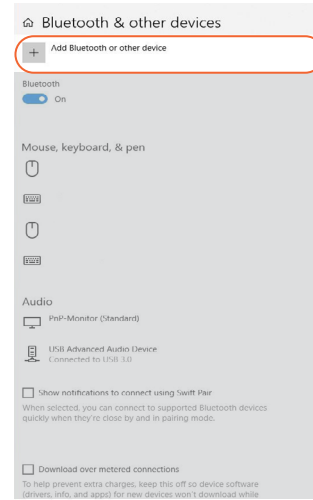 Bluetooth & other devices
Add Bluetooth or other device
Bluetooth
On
Mouse, keyboard, & pen
Audio
PnP-Monitor (Standard)
USB Advanced Audio Device
Connected to USB 3.0
Show notifications to connect using Swift Pair
When selected, you can connect to supported Bluetooth devices
quickly when they're close by and in pairing mode.
Download over metered connections
To help prevent extra charges, keep this off so device software
(drivers, info, and apps) for new devices won't download while